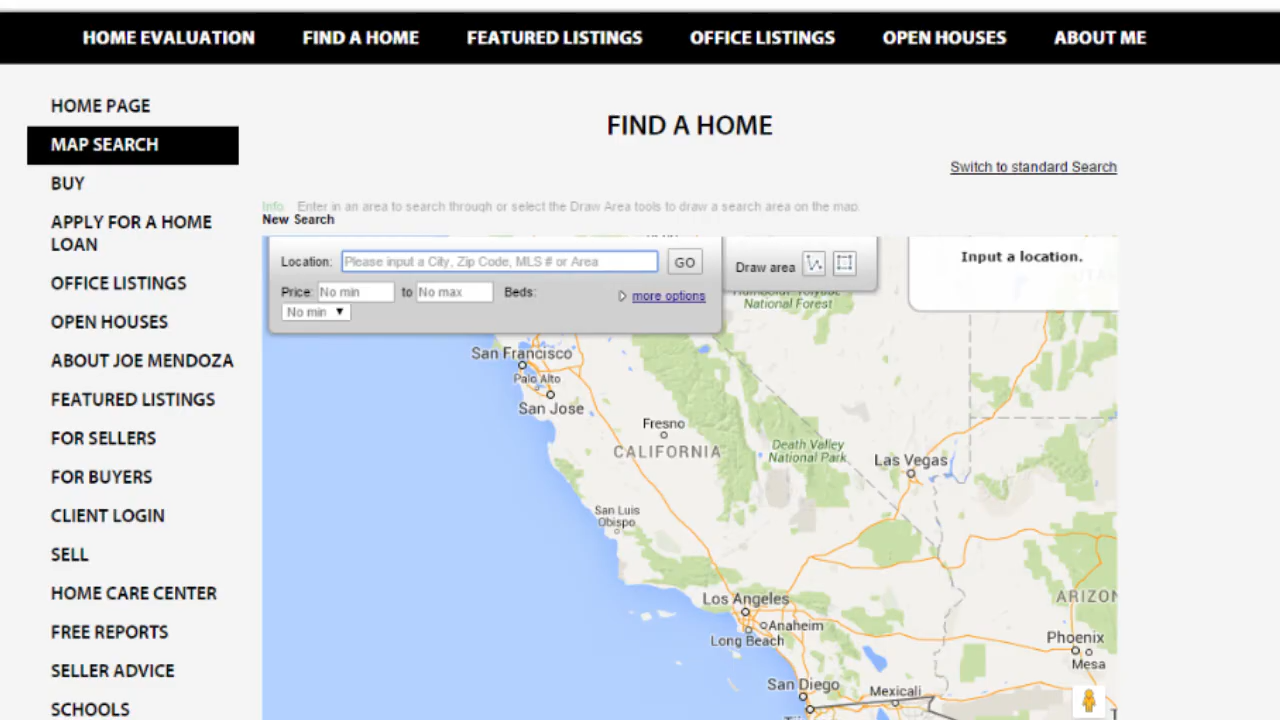 HOME EVALUATION FIND A HOME FEATURED LISTINGS OFFICE LISTINGS OPEN HOUSES ABOUT ME
HOME PAGE
MAP SEARCH
BUY
APPLY FOR A HOME
LOAN
OFFICE LISTINGS
OPEN HOUSES
ABOUT JOE MENDOZA
FEATURED LISTINGS
FOR SELLERS
FOR BUYERS
CLIENT LOGIN
SELL
HOME CARE CENTER
FREE REPORTS
SELLER ADVICE
SCHOOLS
FIND A HOME
Switch to standard Search
Info. Enter in an area to search through or select the Draw Area tools to draw a search area on the map.
New Search
Location: Please input a City, Zip Code, MLS # or Area GO
Price: No min to No max Beds:
No min
more options
Draw area
Input a location.
National Forest
San Francisco
Palo Alto
San Jose
Fresno
CALIFORNIA
Death Valley
National Park
Las Vegas
San Luis
Obispo
Los Angeles
Anaheim
Long Beach
ARIZON
Phoenix
Mesa
San Diego
Mexicali